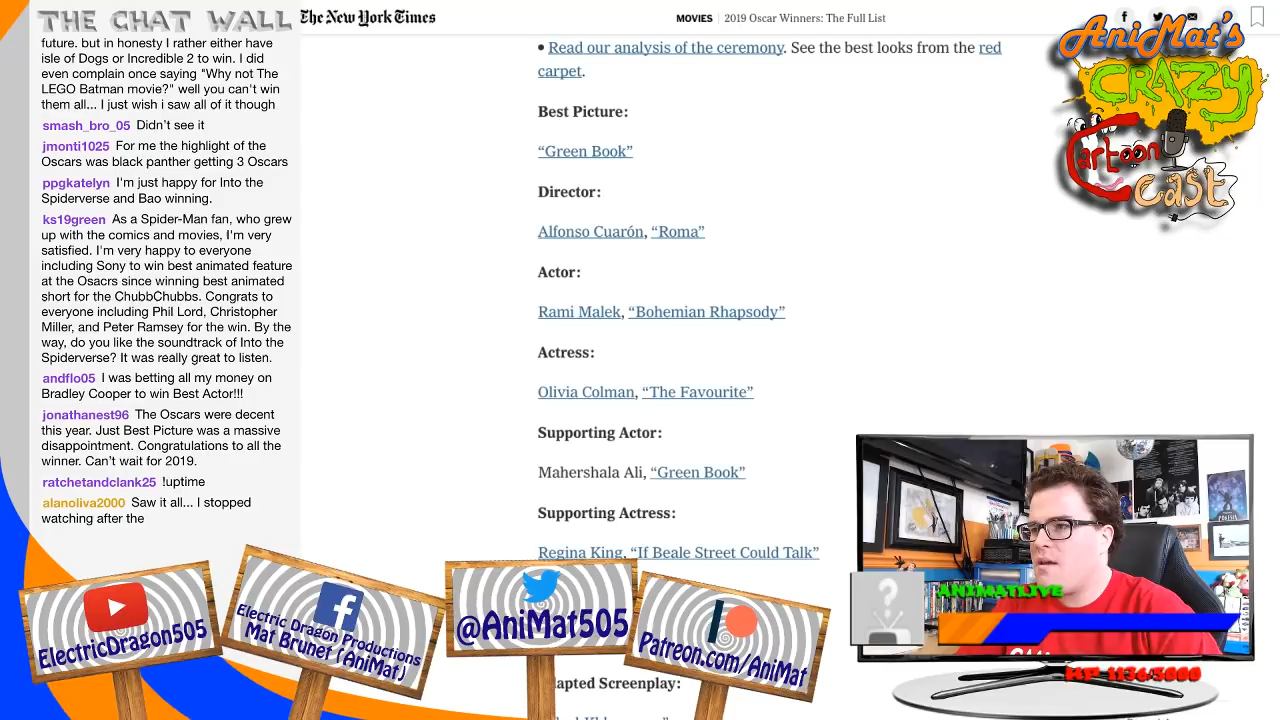 THE CHAT WALL
future. but in honesty I rather either have
isle of Dogs or Incredible 2 to win. I did
even complain once saying "Why not The
LEGO Batman movie?" well you can't win
them all... I just wish i saw all of it though
smash_bro_05 Didn't see it
jmonti1025 For me the highlight of the
Oscars was black panther getting 3 Oscars
ppgkatelyn I'm just happy for Into the
Spiderverse and Bao winning.
ks19green As a Spider-Man fan, who grew
up with the comics and movies, I'm very
satisfied. I'm very happy to everyone
including Sony to win best animated feature
at the Osacrs since winning best animated
short for the ChubbChubbs. Congrats to
everyone including Phil Lord, Christopher
Miller, and Peter Ramsey for the win. By the
way, do you like the soundtrack of Into the
Spiderverse? It was really great to listen.
andflo05 I was betting all my money on
Bradley Cooper to win Best Actor!!!
jonathanest96 The Oscars were decent
this year. Just Best Picture was a massive
disappointment. Congratulations to all the
winner. Can't wait for 2019.
ratchetandclank25 !uptime
alanoliva2000 Saw it all... I stopped
watching after the
The New York Times
MOVIES | 2019 Oscar Winners: The Full List
• Read our analysis of the ceremony. See the best looks from the red
carpet.
Best Picture:
“Green Book”
Director:
Alfonso Cuarón, “Roma”
Actor:
Rami Malek, “Bohemian Rhapsody”
Actress:
Olivia Colman, “The Favourite”
Supporting Actor:
Mahershala Ali, “Green Book”
Supporting Actress:
Regina King, “If Beale Street Could Talk”
apted Screenplay:
AniMat's
CRAZY
Cartoon
Cast
ElectricDragon505
Electric Dragon Productions
Mat Brunet (AniMat)
@AniMat505
Patreon.com/AniMat
ANIMATLIVE
HP-1136/5000